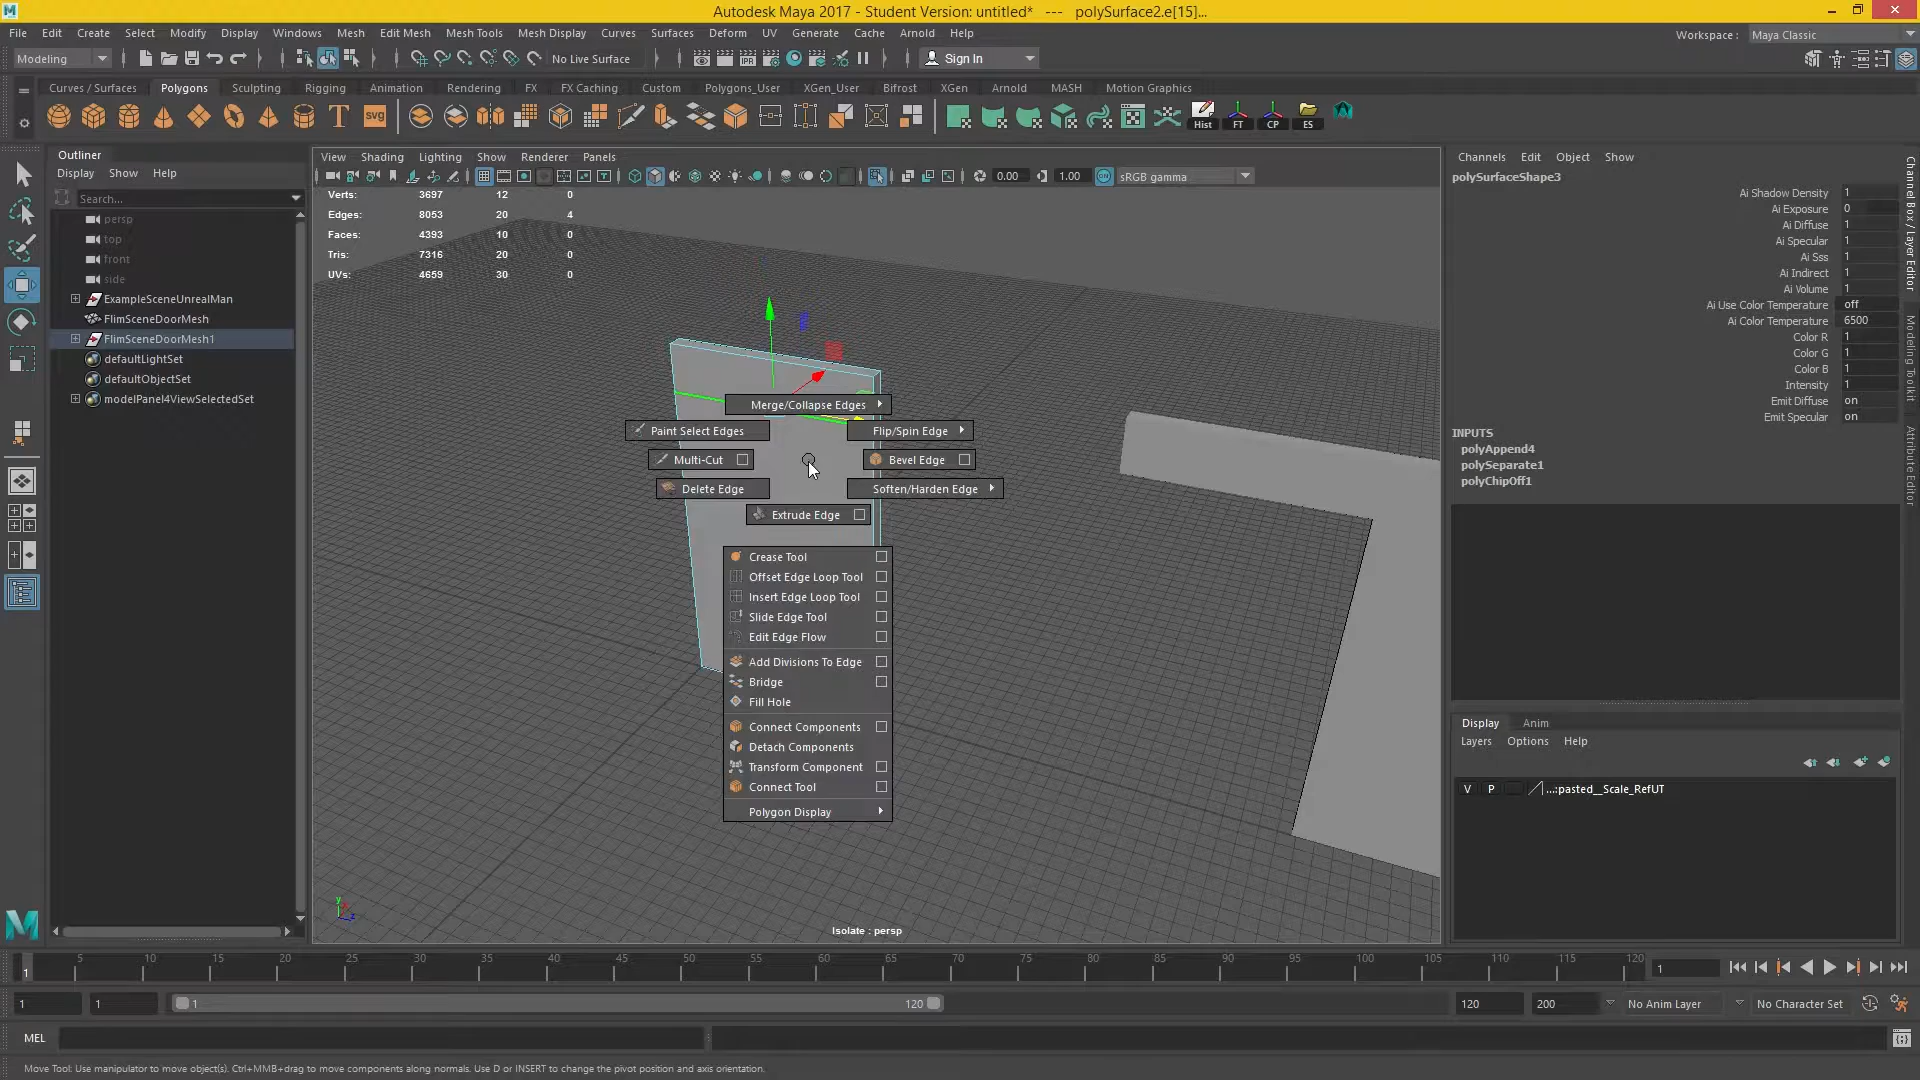 Autodesk Maya 2017 - Student Version: untitled*   ---   polySurface2.e[15]...
File Edit Create Select Modify Display Windows Mesh Edit Mesh Mesh Tools Mesh Display Curves Surfaces Deform UV Generate Cache Arnold Help
Workspace : Maya Classic
Modeling
No Live Surface
Sign In
Curves / Surfaces Polygons Sculpting Rigging Animation Rendering FX FX Caching Custom Polygons_User XGen_User Bifrost XGen Arnold MASH Motion Graphics
T svg Hist FT CP ES
Outliner
Display Show Help
Search...
persp
top
front
side
ExampleSceneUnrealMan
FlimSceneDoorMesh
FlimSceneDoorMesh1
defaultLightSet
defaultObjectSet
modelPanel4ViewSelectedSet
View Shading Lighting Show Renderer Panels
0.00 1.00 sRGB gamma
Verts: 3697 12 0
Edges: 8053 20 4
Faces: 4393 10 0
Tris: 7316 20 0
UVs: 4659 30 0
Merge/Collapse Edges
Paint Select Edges
Flip/Spin Edge
Multi-Cut
Bevel Edge
Delete Edge
Soften/Harden Edge
Extrude Edge
Crease Tool
Offset Edge Loop Tool
Insert Edge Loop Tool
Slide Edge Tool
Edit Edge Flow
Add Divisions To Edge
Bridge
Fill Hole
Connect Components
Detach Components
Transform Component
Connect Tool
Polygon Display
y
z
Isolate : persp
Channels Edit Object Show
polySurfaceShape3
Ai Shadow Density 1
Ai Exposure 0
Ai Diffuse 1
Ai Specular 1
Ai Sss 1
Ai Indirect 1
Ai Volume 1
Ai Use Color Temperature off
Ai Color Temperature 6500
Color R 1
Color G 1
Color B 1
Intensity 1
Emit Diffuse on
Emit Specular on
INPUTS
polyAppend4
polySeparate1
polyChipOff1
Channel Box / Layer Editor
Modeling Toolkit
Attribute Editor
Display Anim
Layers Options Help
V P ...:pasted__Scale_RefUT
1 5 10 15 20 25 30 35 40 45 50 55 60 65 70 75 80 85 90 95 100 105 110 115 120
1
1 1 1 120 120 200 No Anim Layer No Character Set
MEL
Move Tool: Use manipulator to move object(s). Ctrl+MMB+drag to move components along normals. Use D or INSERT to change the pivot position and axis orientation.